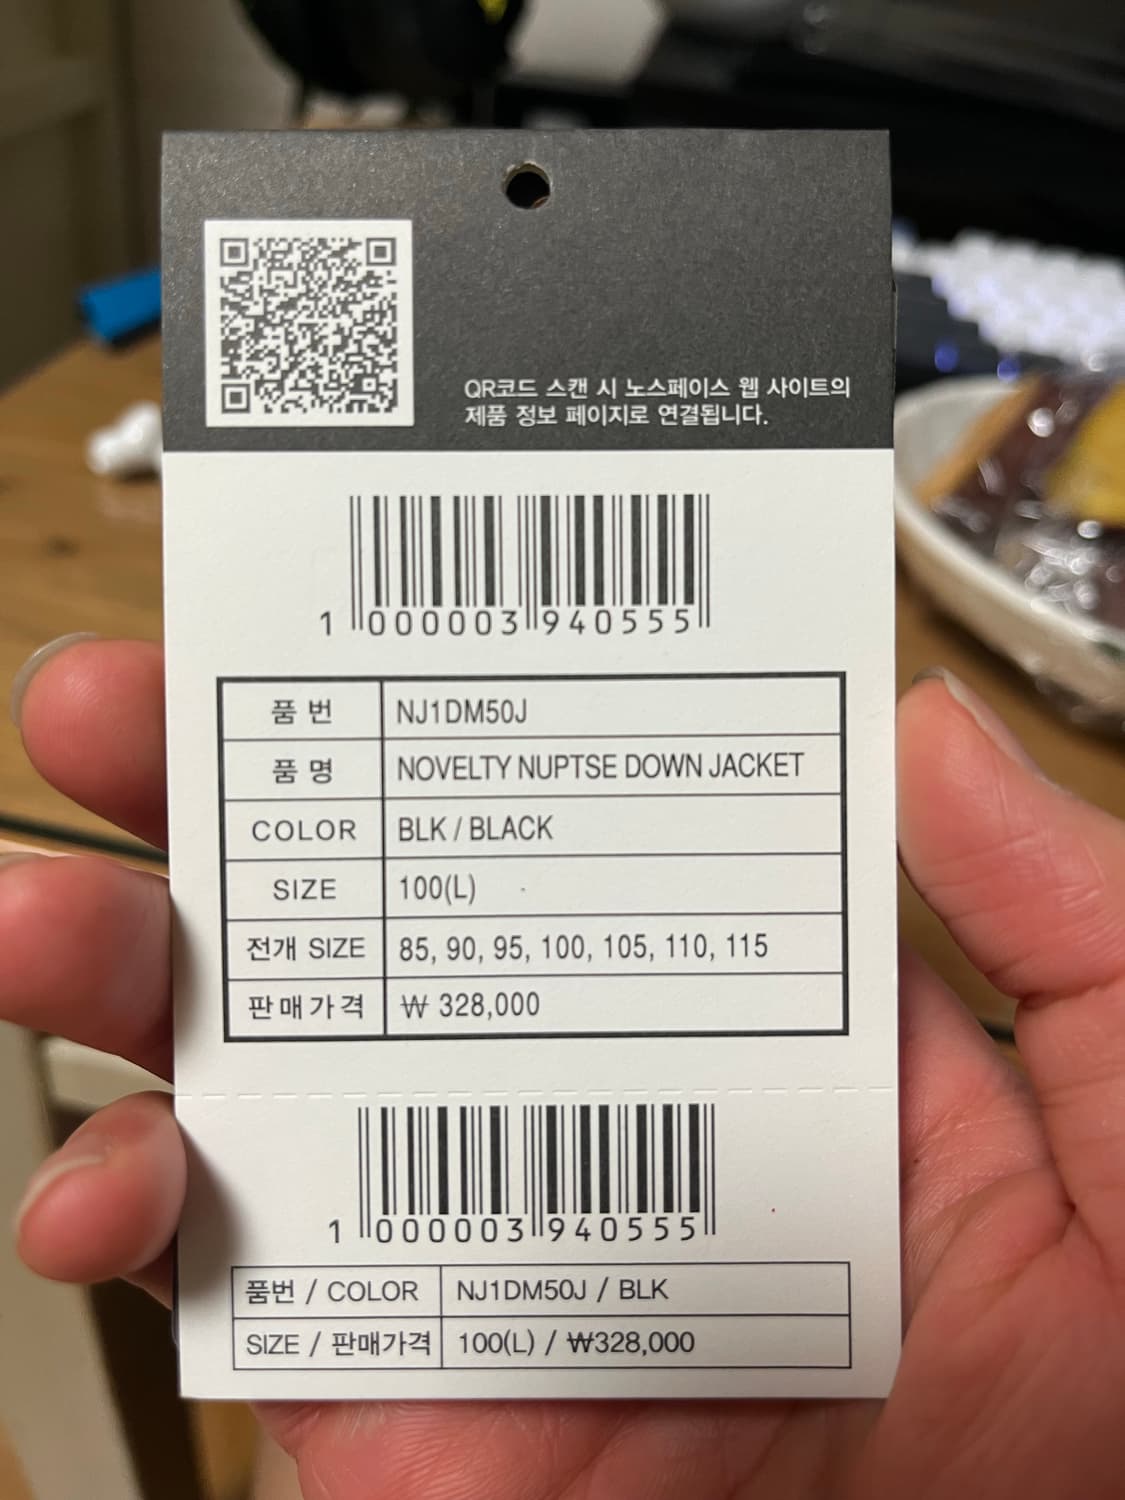 QR코드 스캔 시 노스페이스 웹 사이트의
제품 정보 페이지로 연결됩니다.
1 000003 940555
품번 NJ1DM50J
품명 NOVELTY NUPTSE DOWN JACKET
COLOR BLK / BLACK
SIZE 100(L)
전개 SIZE 85, 90, 95, 100, 105, 110, 115
판매가격 ₩ 328,000
1 000003 940555
품번 / COLOR NJ1DM50J / BLK
SIZE / 판매가격 100(L) / ₩328,000